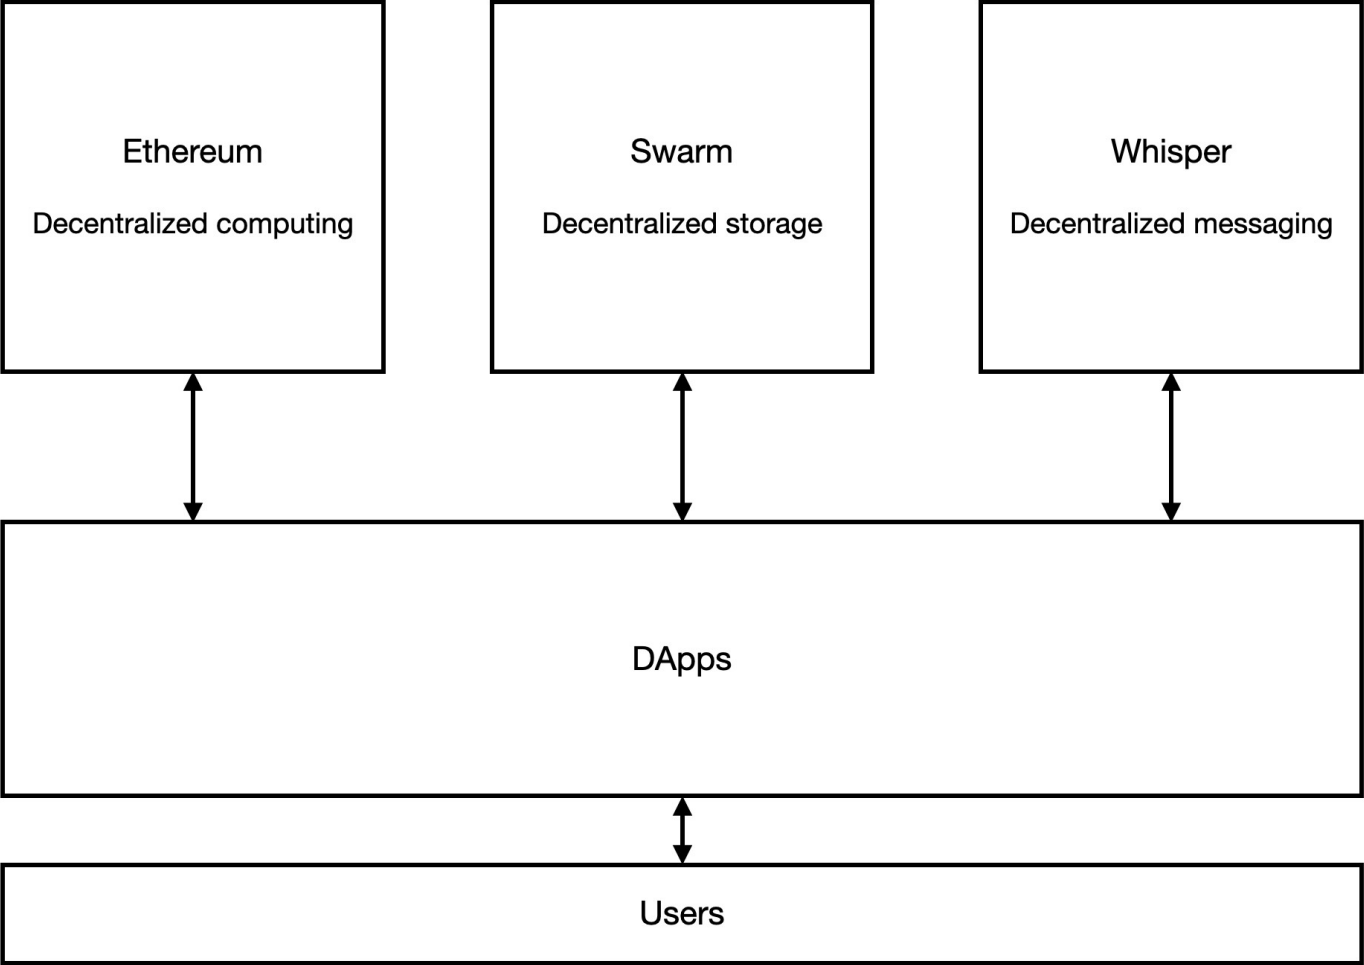 Ethereum
Decentralized computing
Swarm
Decentralized storage
Whisper
Decentralized messaging
DApps
Users